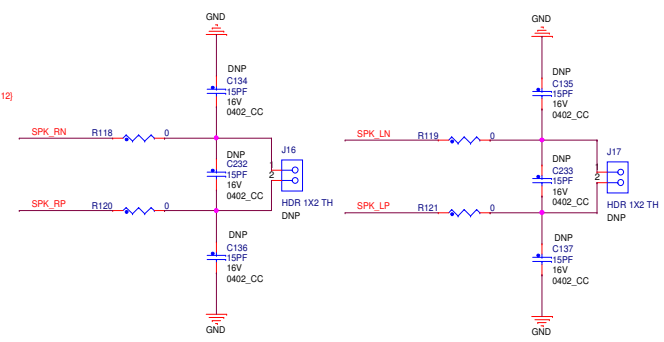 GND
DNP
C134
15PF
16V
0402_CC
12}
SPK_RN
R118
0
J16
1
2
HDR 1X2 TH
DNP
DNP
C232
15PF
16V
0402_CC
SPK_RP
R120
0
DNP
C136
15PF
16V
0402_CC
GND
GND
DNP
C135
15PF
16V
0402_CC
SPK_LN
R119
0
J17
1
2
HDR 1X2 TH
DNP
DNP
C233
15PF
16V
0402_CC
SPK_LP
R121
0
DNP
C137
15PF
16V
0402_CC
GND